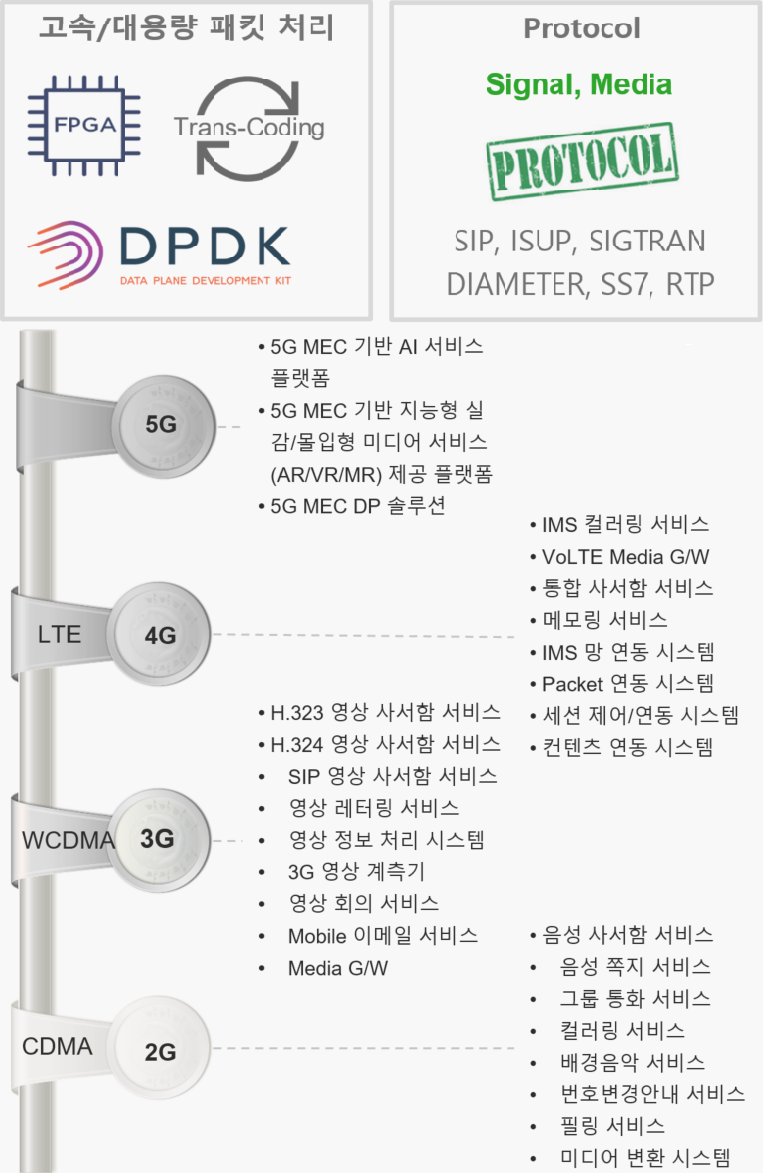 고속/대용량 패킷 처리
FPGA
Trans-Coding
DPDK
DATA PLANE DEVELOPMENT KIT
Protocol
Signal, Media
PROTOCOL
SIP, ISUP, SIGTRAN
DIAMETER, SS7, RTP
5G
• 5G MEC 기반 AI 서비스
플랫폼
• 5G MEC 기반 지능형 실
감/몰입형 미디어 서비스
(AR/VR/MR) 제공 플랫폼
• 5G MEC DP 솔루션
LTE
4G
• IMS 컬러링 서비스
• VoLTE Media G/W
• 통합 사서함 서비스
• 메모링 서비스
• IMS 망 연동 시스템
• Packet 연동 시스템
• 세션 제어/연동 시스템
• 컨텐츠 연동 시스템
WCDMA
3G
• H.323 영상 사서함 서비스
• H.324 영상 사서함 서비스
• SIP 영상 사서함 서비스
• 영상 레터링 서비스
• 영상 정보 처리 시스템
• 3G 영상 계측기
• 영상 회의 서비스
• Mobile 이메일 서비스
• Media G/W
CDMA
2G
• 음성 사서함 서비스
• 음성 쪽지 서비스
• 그룹 통화 서비스
• 컬러링 서비스
• 배경음악 서비스
• 번호변경안내 서비스
• 필링 서비스
• 미디어 변환 시스템